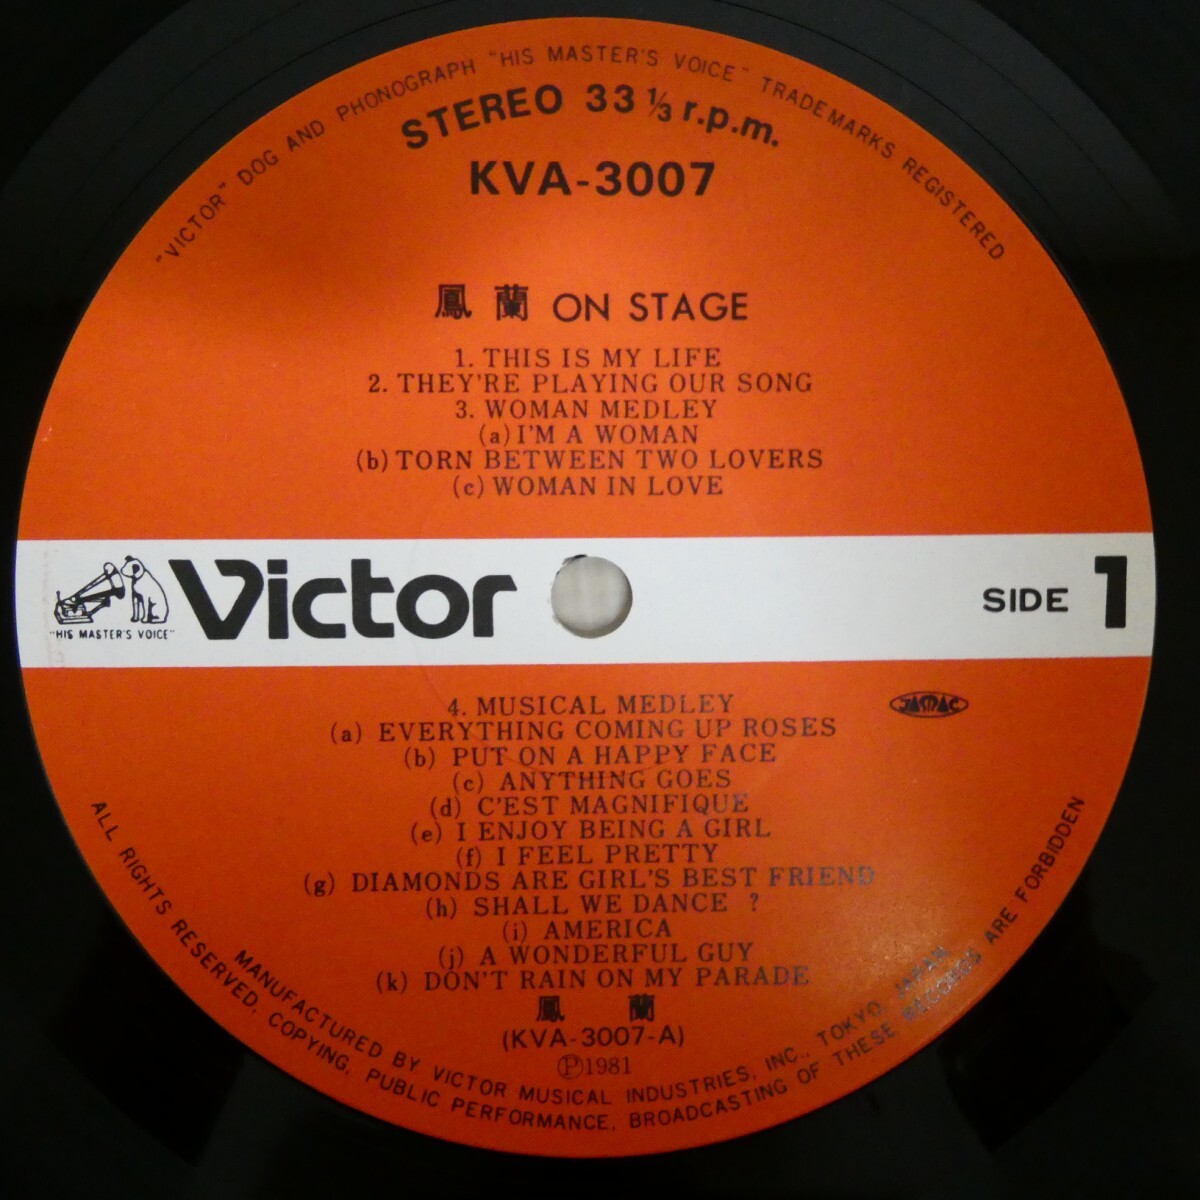 "VICTOR" DOG AND PHONOGRAPH "HIS MASTER'S VOICE" TRADEMARKS REGISTERED
STEREO 33 1/3 r.p.m.
KVA-3007
鳳 蘭 ON STAGE
1. THIS IS MY LIFE
2. THEY'RE PLAYING OUR SONG
3. WOMAN MEDLEY
(a) I'M A WOMAN
(b) TORN BETWEEN TWO LOVERS
(c) WOMAN IN LOVE
"HIS MASTER'S VOICE"
Victor
SIDE 1
4. MUSICAL MEDLEY
JASRAC
(a) EVERYTHING COMING UP ROSES
(b) PUT ON A HAPPY FACE
(c) ANYTHING GOES
(d) C'EST MAGNIFIQUE
(e) I ENJOY BEING A GIRL
(f) I FEEL PRETTY
(g) DIAMONDS ARE GIRL'S BEST FRIEND
(h) SHALL WE DANCE ?
(i) AMERICA
(j) A WONDERFUL GUY
(k) DON'T RAIN ON MY PARADE
鳳 蘭
(KVA-3007-A)
Ⓟ1981
MANUFACTURED BY VICTOR MUSICAL INDUSTRIES, INC., TOKYO, JAPAN
ALL RIGHTS RESERVED, COPYING, PUBLIC PERFORMANCE, BROADCASTING OF THESE RECORDS ARE FORBIDDEN